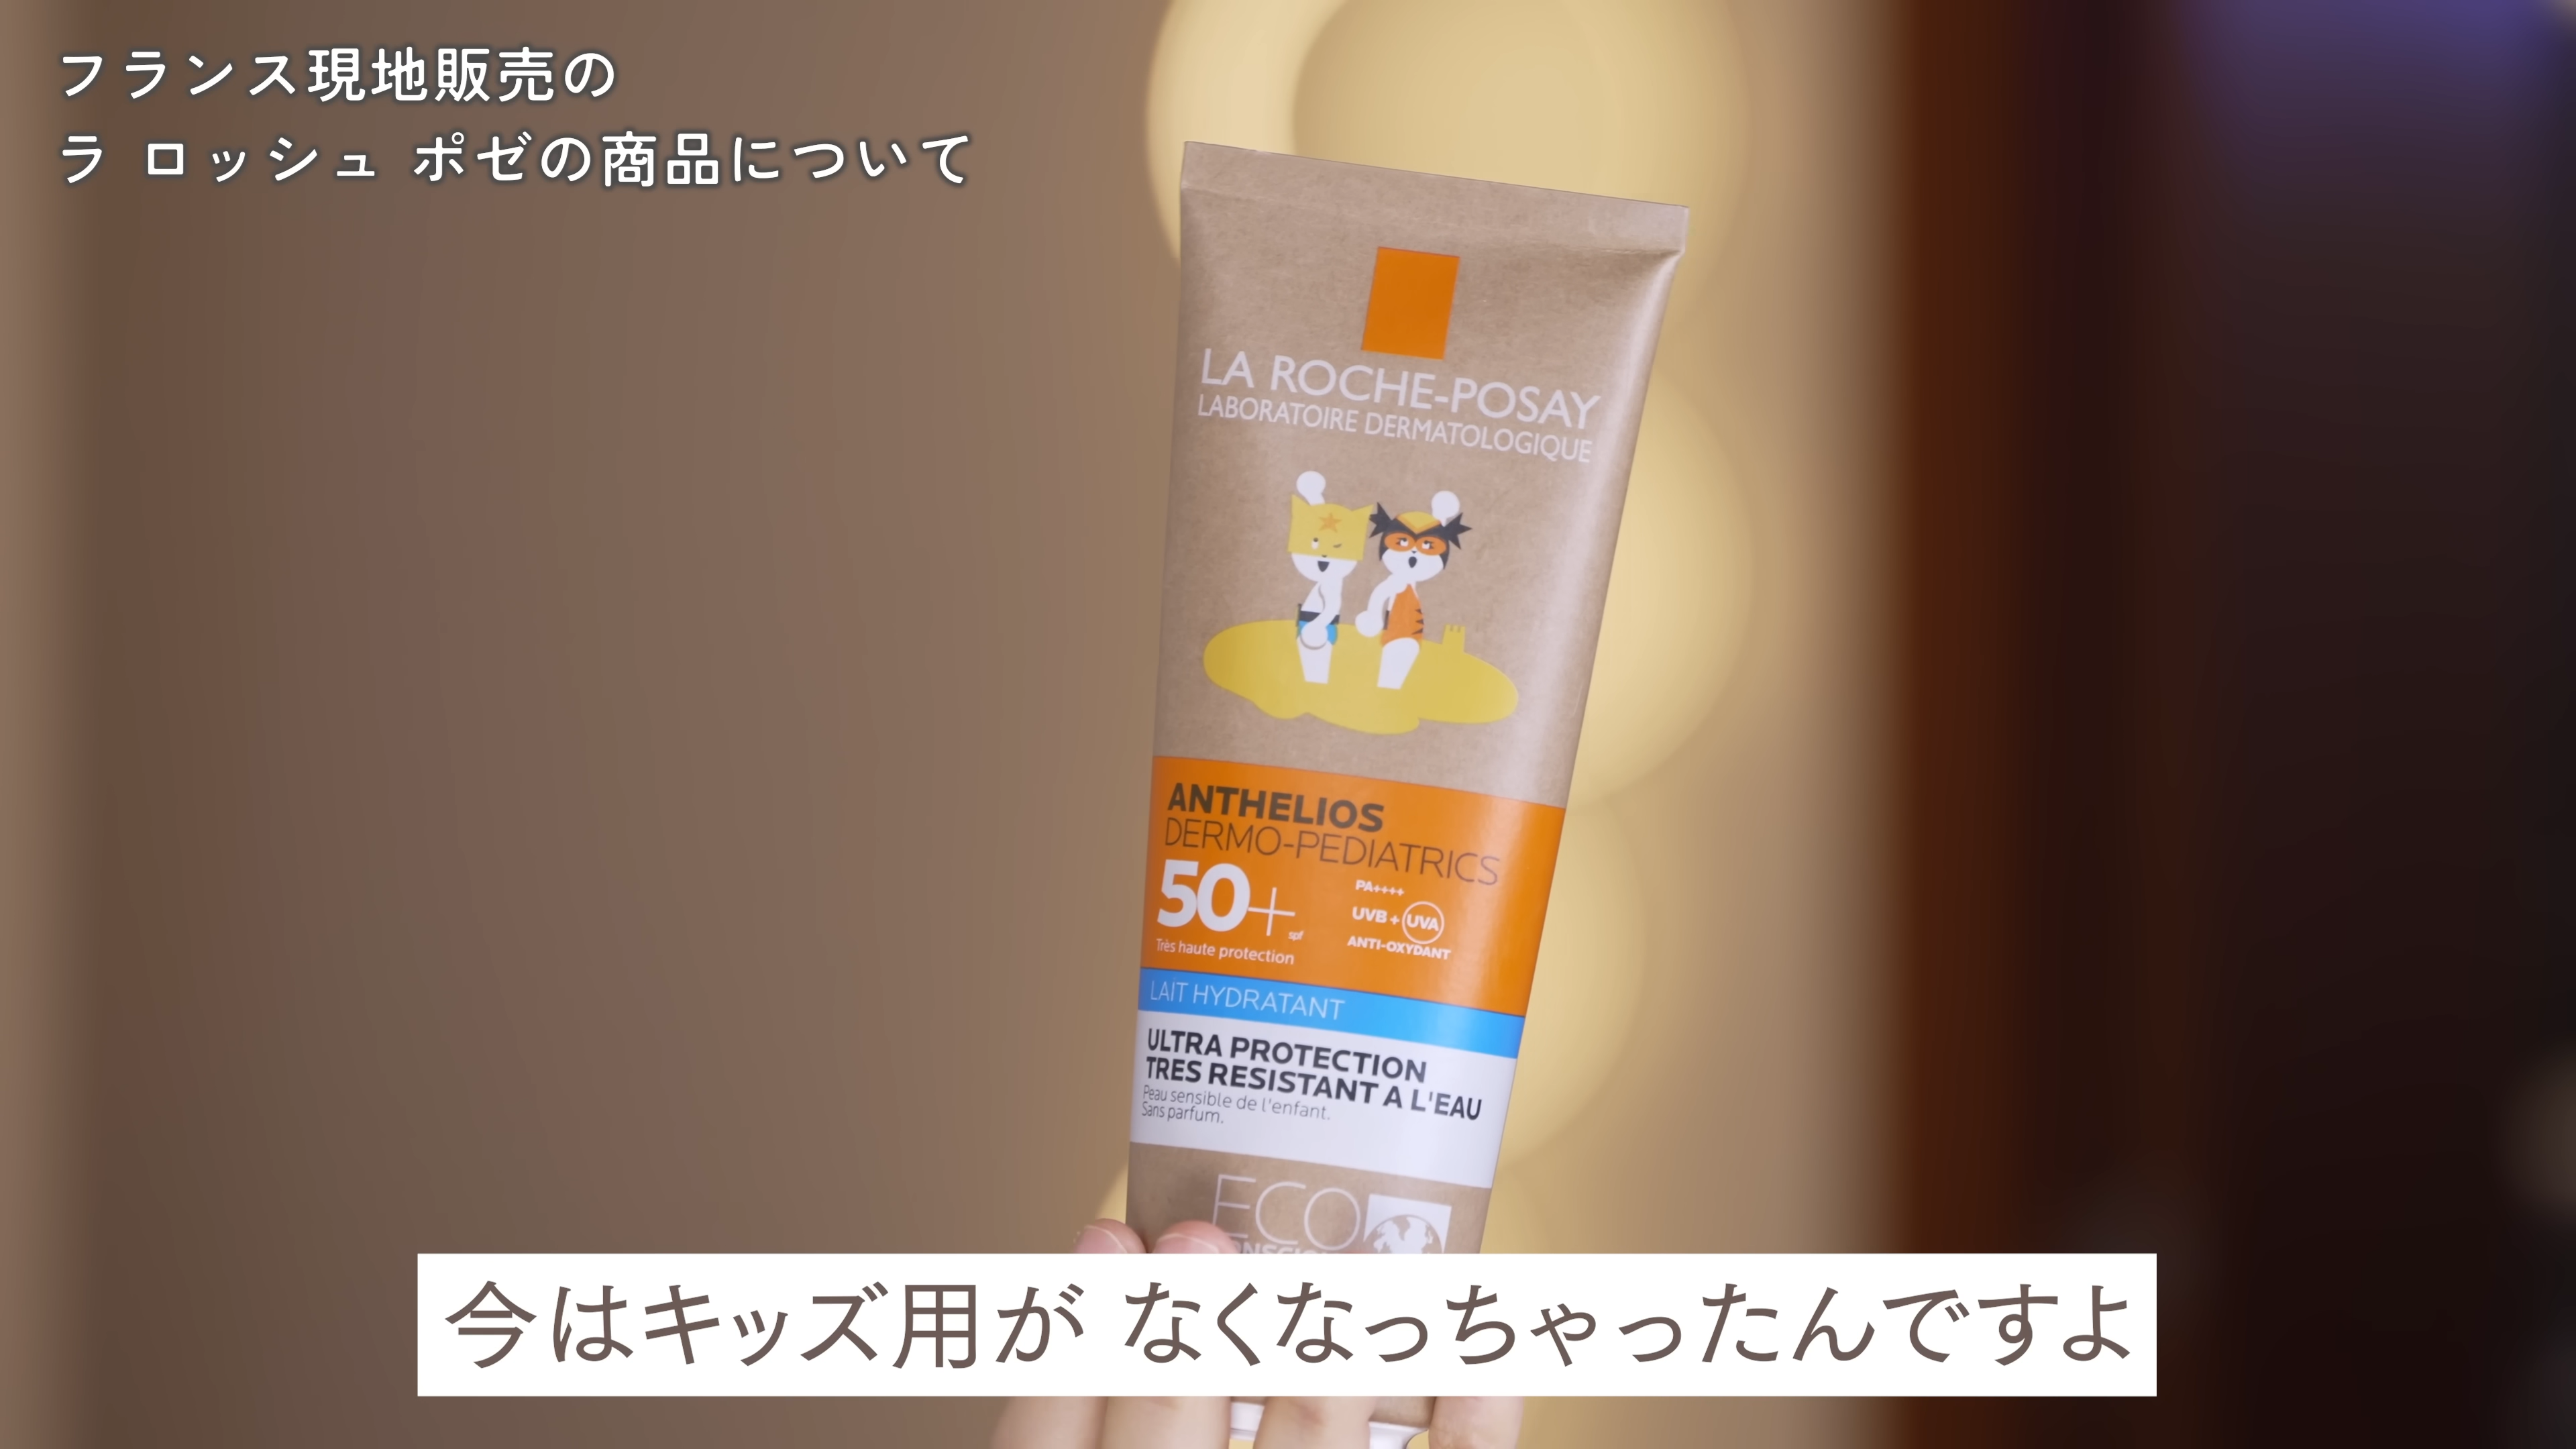 フランス現地販売の
ラ ロッシュ ポゼの商品について
LA ROCHE-POSAY
LABORATOIRE DERMATOLOGIQUE
ANTHELIOS
DERMO-PEDIATRICS
50+ spf
Très haute protection
PA++++
UVB + UVA
ANTI-OXYDANT
LAIT HYDRATANT
ULTRA PROTECTION
TRES RESISTANT A L'EAU
Peau sensible de l'enfant.
Sans parfum.
ECO
今はキッズ用が なくなっちゃったんですよ